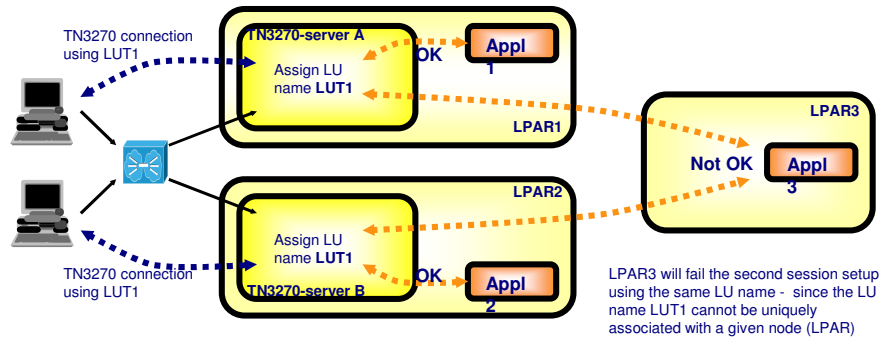 TN3270 connection
using LUT1
TN3270-server A
Assign LU
name LUT1
OK
Appl
1
LPAR1
LPAR3
Not OK
Appl
3
LPAR2
Assign LU
name LUT1
OK
Appl
2
TN3270-server B
TN3270 connection
using LUT1
LPAR3 will fail the second session setup
using the same LU name - since the LU
name LUT1 cannot be uniquely
associated with a given node (LPAR)